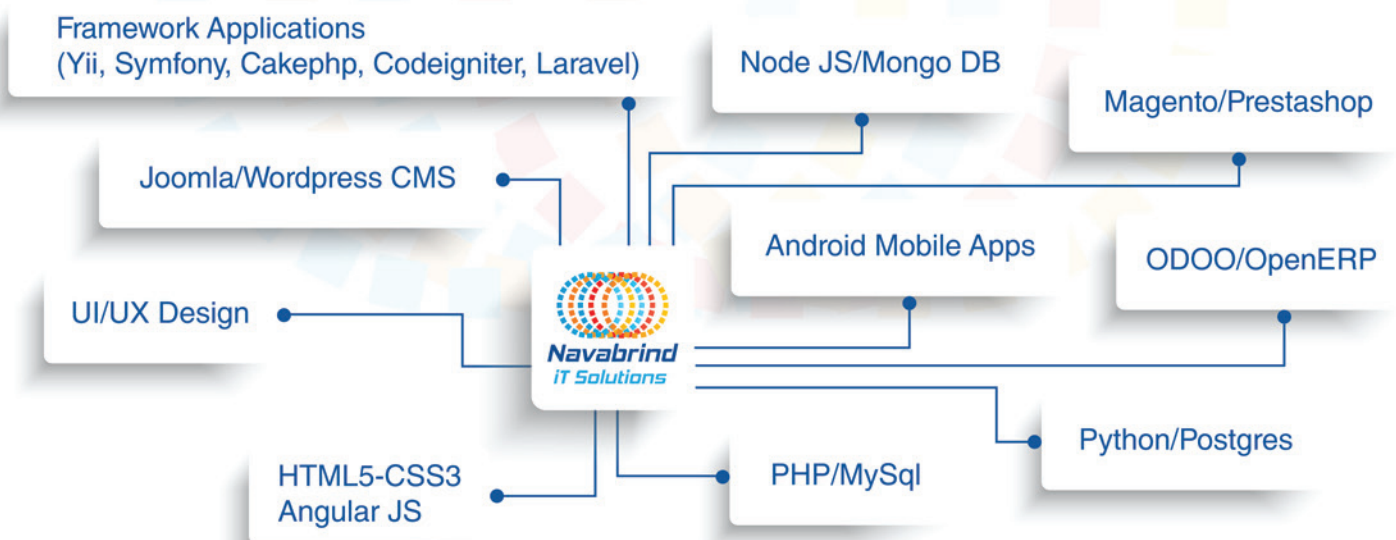 Framework Applications
(Yii, Symfony, Cakephp, Codeigniter, Laravel)
Node JS/Mongo DB
Magento/Prestashop
Joomla/Wordpress CMS
Android Mobile Apps
ODOO/OpenERP
UI/UX Design
Navabrind
iT Solutions
Python/Postgres
HTML5-CSS3
Angular JS
PHP/MySql